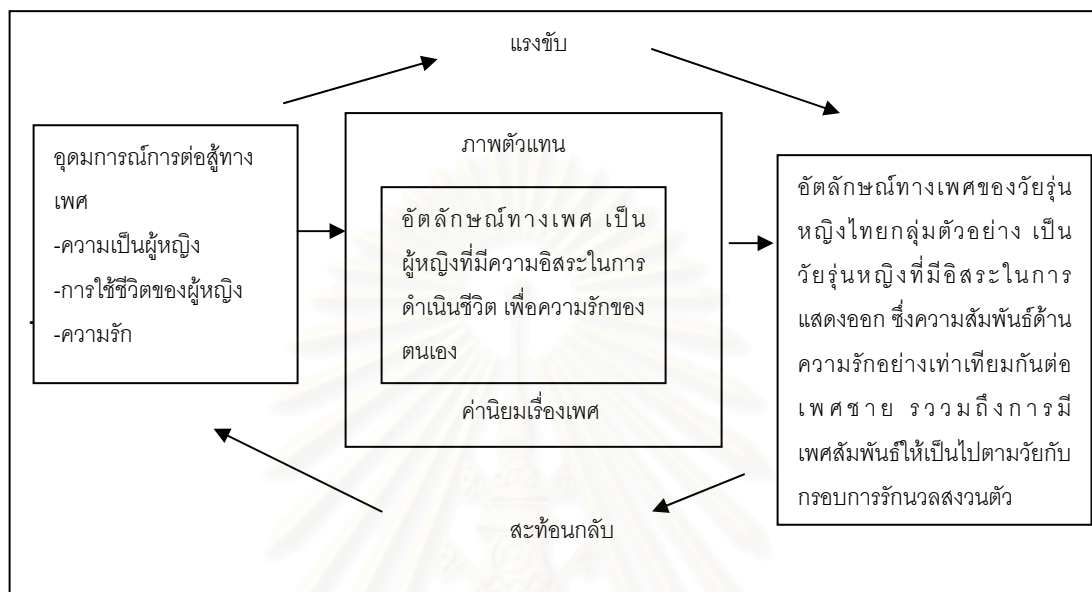 แรงขับ
อุดมการณ์การต่อสู้ทาง
เพศ
-ความเป็นผู้หญิง
-การใช้ชีวิตของผู้หญิง
-ความรัก
ภาพตัวแทน
อัตลักษณ์ทางเพศ เป็น
ผู้หญิงที่มีความอิสระในการ
ดำเนินชีวิต เพื่อความรักของ
ตนเอง
ค่านิยมเรื่องเพศ
อัตลักษณ์ทางเพศของวัยรุ่น
หญิงไทยกลุ่มตัวอย่าง เป็น
วัยรุ่นหญิงที่มีอิสระในการ
แสดงออก ซึ่งความสัมพันธ์ด้าน
ความรักอย่างเท่าเทียมกันต่อ
เพศชาย รววมถึงการมี
เพศสัมพันธ์ให้เป็นไปตามวัยกับ
กรอบการรักนวลสงวนตัว
สะท้อนกลับ